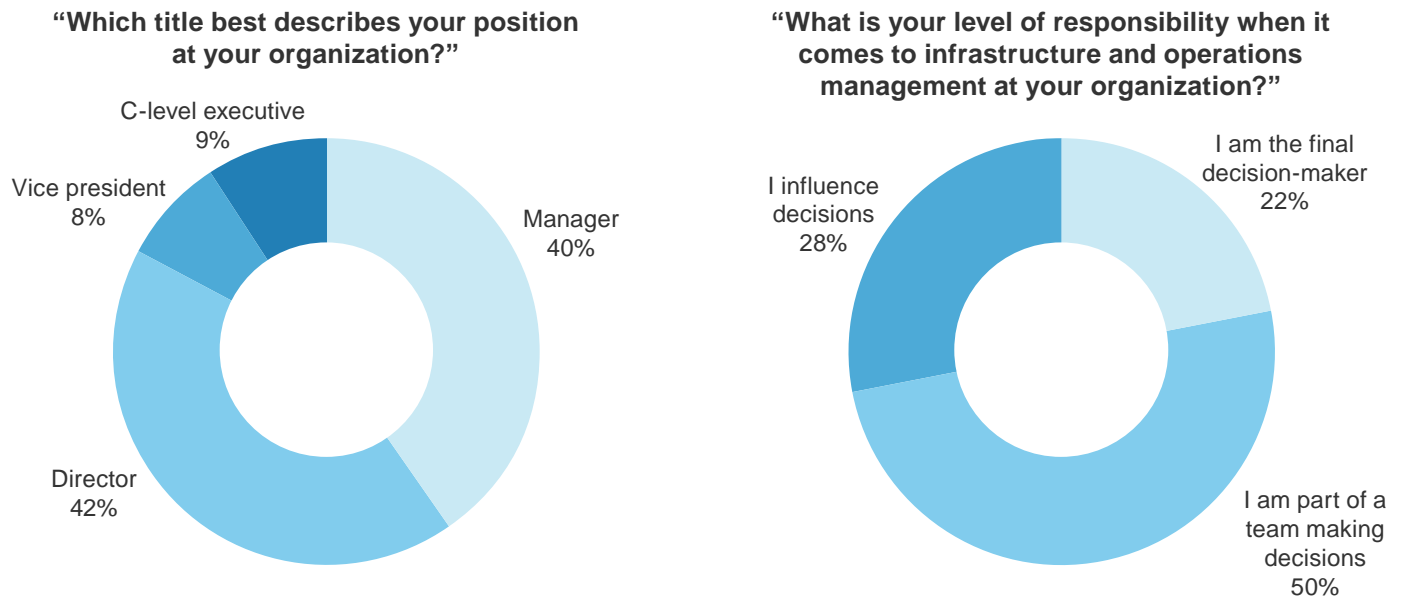 “Which title best describes your position
at your organization?”
C-level executive
9%
Vice president
8%
Manager
40%
Director
42%
“What is your level of responsibility when it
comes to infrastructure and operations
management at your organization?”
I am the final
decision-maker
22%
I influence
decisions
28%
I am part of a
team making
decisions
50%